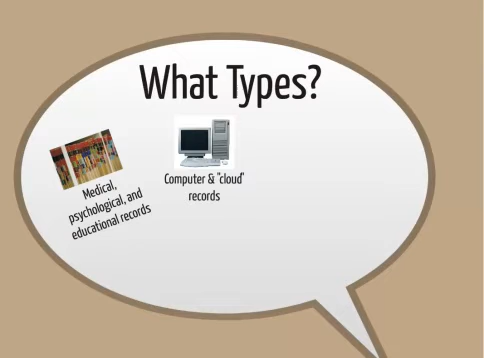 What Types?
Medical,
psychological, and
educational records
Computer & "cloud"
records